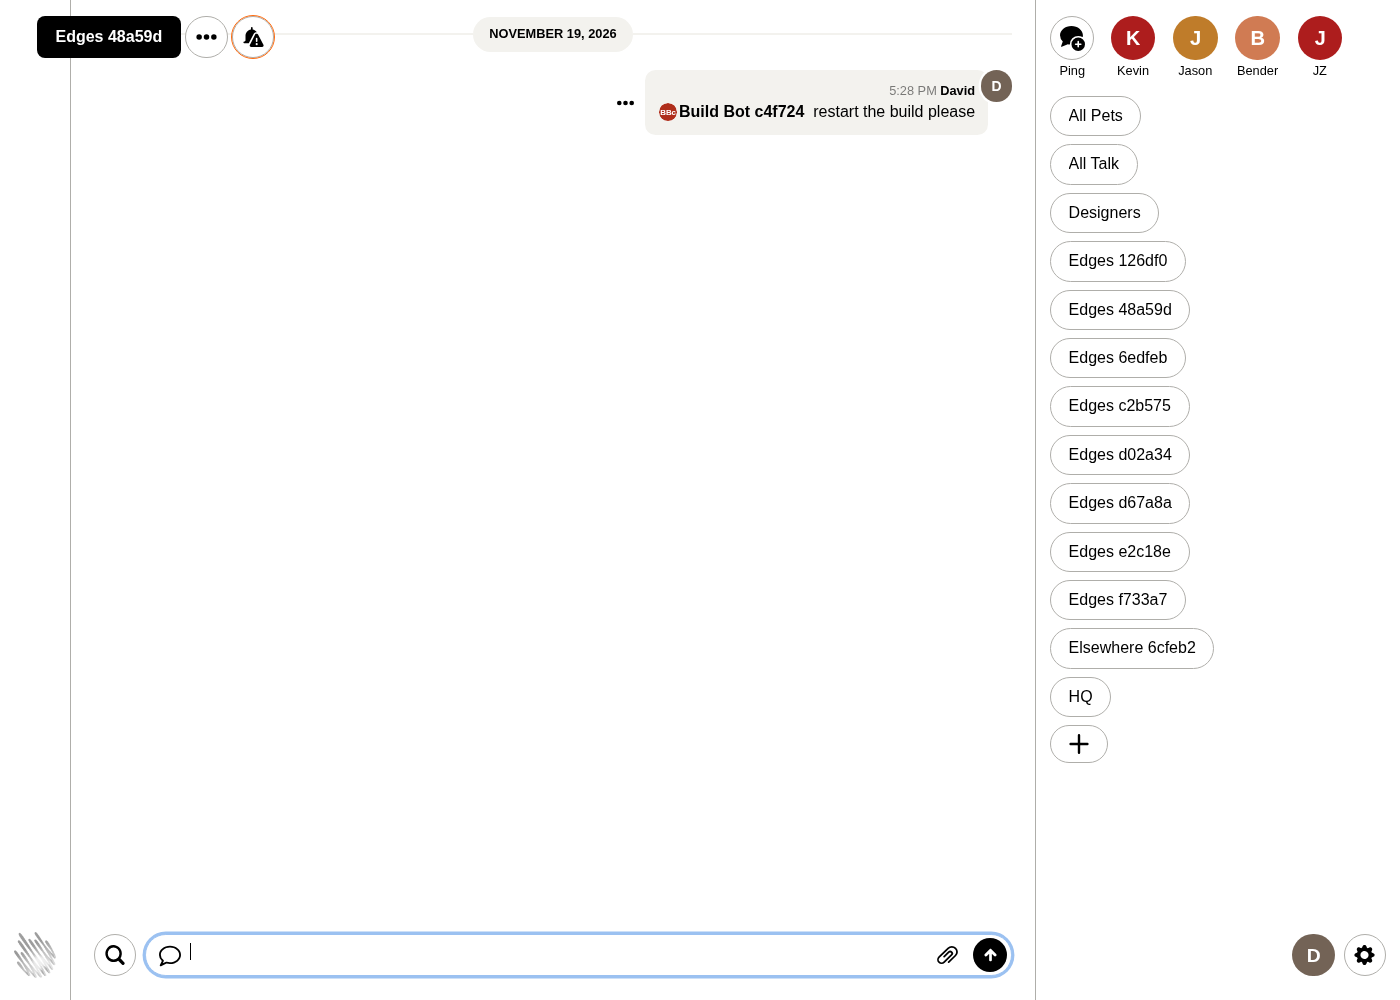 Edges 48a59d
NOVEMBER 19, 2026
5:28 PM David
D
BBc Build Bot c4f724 restart the build please
K
J
B
J
Ping
Kevin
Jason
Bender
JZ
All Pets
All Talk
Designers
Edges 126df0
Edges 48a59d
Edges 6edfeb
Edges c2b575
Edges d02a34
Edges d67a8a
Edges e2c18e
Edges f733a7
Elsewhere 6cfeb2
HQ
D